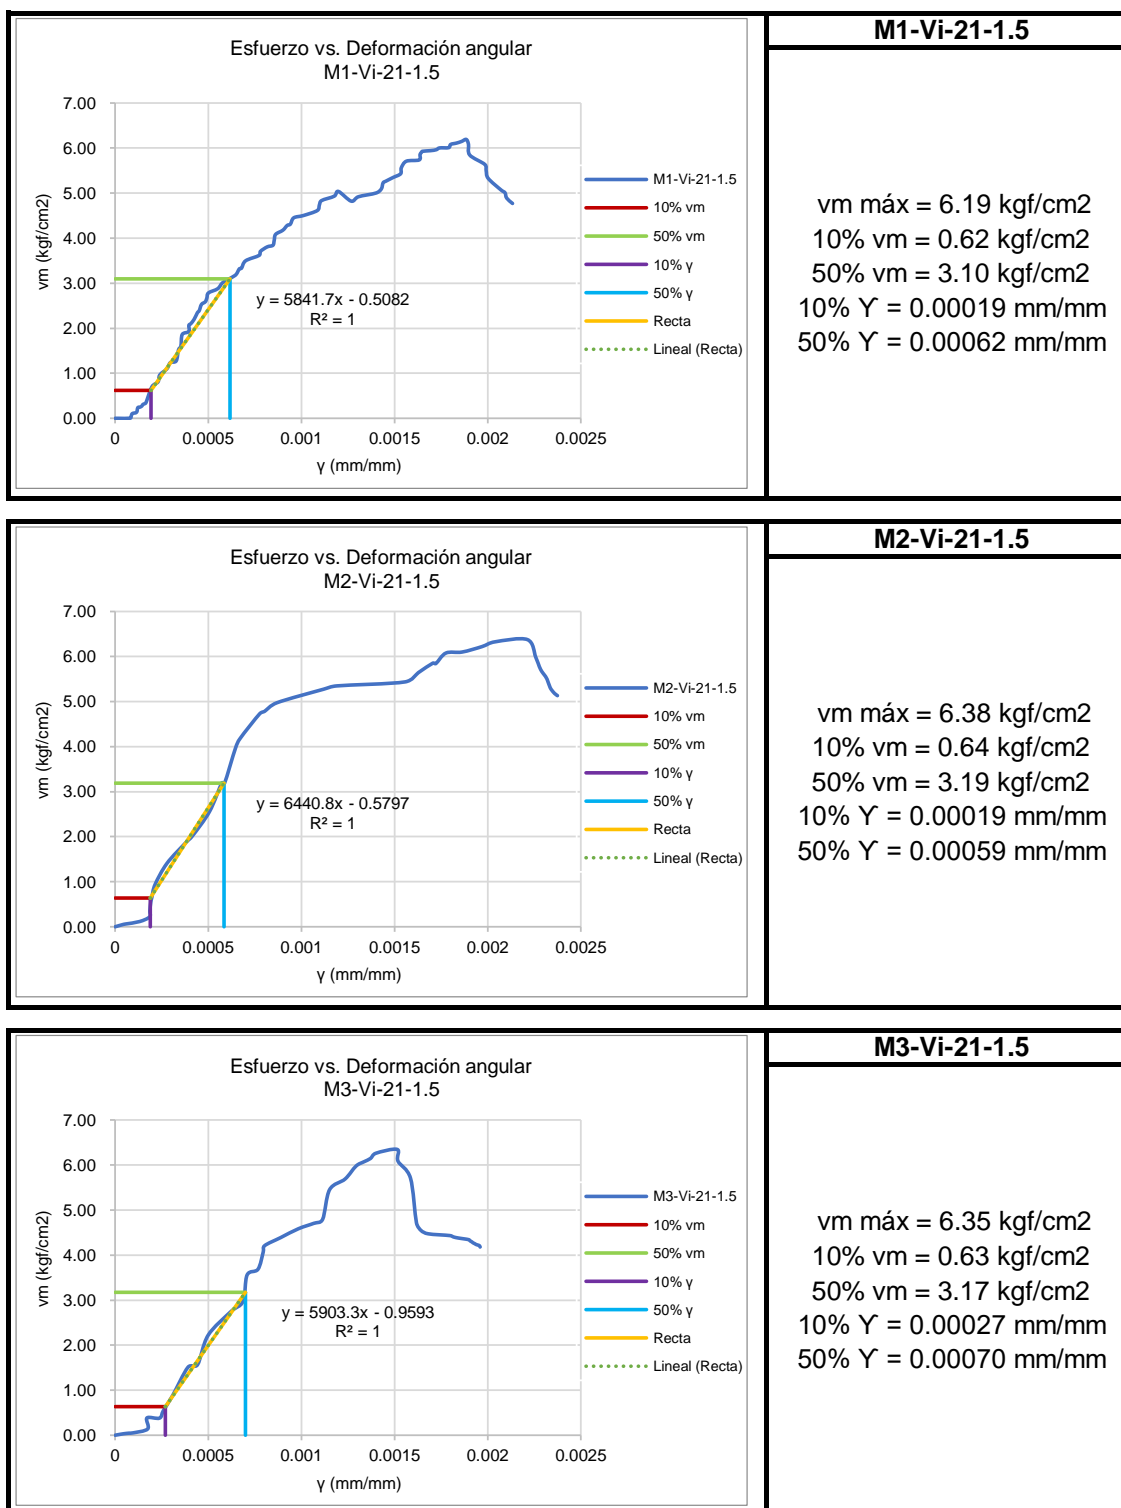 Esfuerzo vs. Deformación angular
M1-Vi-21-1.5
7.00
6.00
5.00
4.00
3.00
2.00
1.00
0.00
vm (kgf/cm2)
0 0.0005 0.001 0.0015 0.002 0.0025
γ (mm/mm)
y = 5841.7x - 0.5082
R² = 1
M1-Vi-21-1.5
10% vm
50% vm
10% γ
50% γ
Recta
Lineal (Recta)
M1-Vi-21-1.5
vm máx = 6.19 kgf/cm2
10% vm = 0.62 kgf/cm2
50% vm = 3.10 kgf/cm2
10% ϒ = 0.00019 mm/mm
50% ϒ = 0.00062 mm/mm
Esfuerzo vs. Deformación angular
M2-Vi-21-1.5
7.00
6.00
5.00
4.00
3.00
2.00
1.00
0.00
vm (kgf/cm2)
0 0.0005 0.001 0.0015 0.002 0.0025
γ (mm/mm)
y = 6440.8x - 0.5797
R² = 1
M2-Vi-21-1.5
10% vm
50% vm
10% γ
50% γ
Recta
Lineal (Recta)
M2-Vi-21-1.5
vm máx = 6.38 kgf/cm2
10% vm = 0.64 kgf/cm2
50% vm = 3.19 kgf/cm2
10% ϒ = 0.00019 mm/mm
50% ϒ = 0.00059 mm/mm
Esfuerzo vs. Deformación angular
M3-Vi-21-1.5
7.00
6.00
5.00
4.00
3.00
2.00
1.00
0.00
vm (kgf/cm2)
0 0.0005 0.001 0.0015 0.002 0.0025
γ (mm/mm)
y = 5903.3x - 0.9593
R² = 1
M3-Vi-21-1.5
10% vm
50% vm
10% γ
50% γ
Recta
Lineal (Recta)
M3-Vi-21-1.5
vm máx = 6.35 kgf/cm2
10% vm = 0.63 kgf/cm2
50% vm = 3.17 kgf/cm2
10% ϒ = 0.00027 mm/mm
50% ϒ = 0.00070 mm/mm